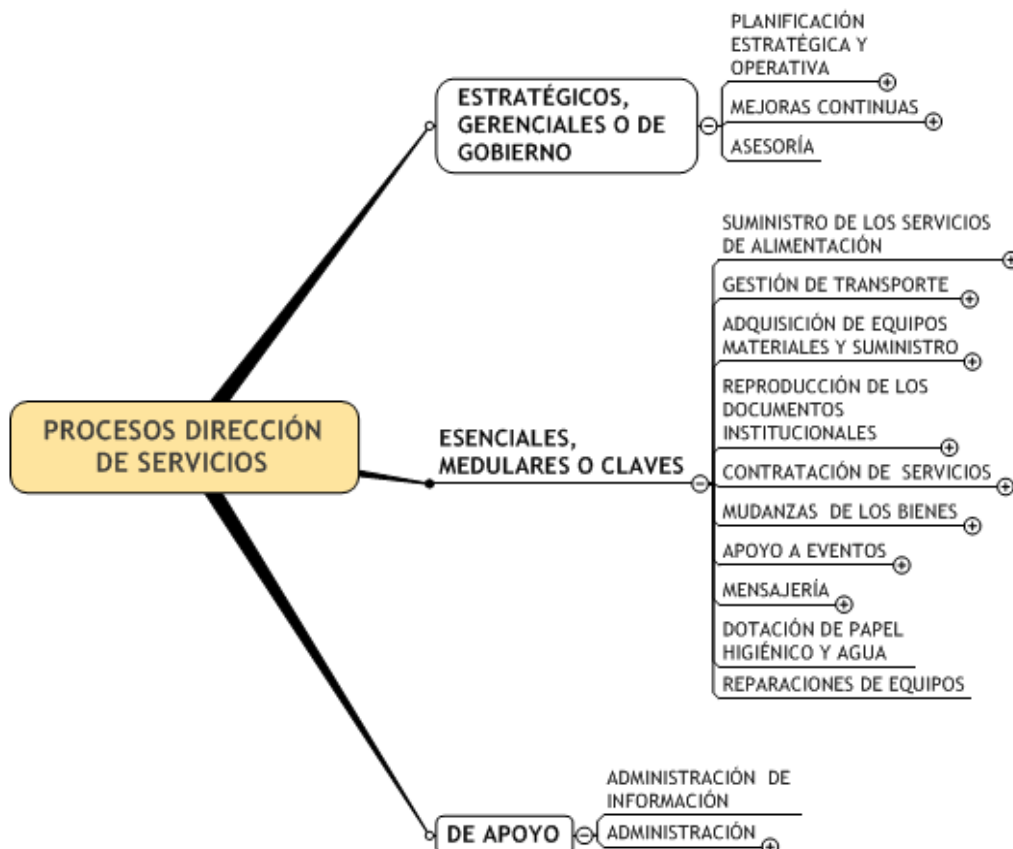 PROCESOS DIRECCIÓN
DE SERVICIOS
ESTRATÉGICOS,
GERENCIALES O DE
GOBIERNO
PLANIFICACIÓN
ESTRATÉGICA Y
OPERATIVA
MEJORAS CONTINUAS
ASESORÍA
ESENCIALES,
MEDULARES O CLAVES
SUMINISTRO DE LOS SERVICIOS
DE ALIMENTACIÓN
GESTIÓN DE TRANSPORTE
ADQUISICIÓN DE EQUIPOS
MATERIALES Y SUMINISTRO
REPRODUCCIÓN DE LOS
DOCUMENTOS
INSTITUCIONALES
CONTRATACIÓN DE SERVICIOS
MUDANZAS DE LOS BIENES
APOYO A EVENTOS
MENSAJERÍA
DOTACIÓN DE PAPEL
HIGIÉNICO Y AGUA
REPARACIONES DE EQUIPOS
DE APOYO
ADMINISTRACIÓN DE
INFORMACIÓN
ADMINISTRACIÓN